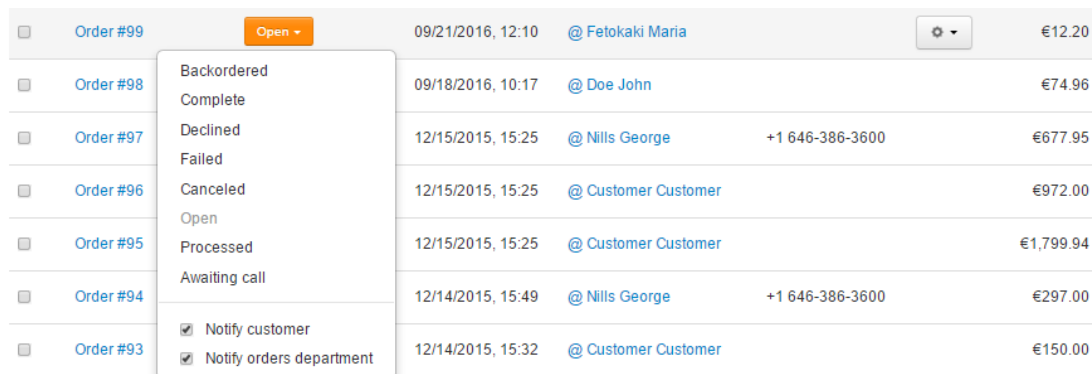 Order #99 Open 09/21/2016, 12:10 @ Fetokaki Maria €12.20
Backordered
Order #98 09/18/2016, 10:17 @ Doe John €74.96
Complete
Declined
Order #97 12/15/2015, 15:25 @ Nills George +1 646-386-3600 €677.95
Failed
Canceled
Order #96 12/15/2015, 15:25 @ Customer Customer €972.00
Open
Processed
Order #95 12/15/2015, 15:25 @ Customer Customer €1,799.94
Awaiting call
Order #94 12/14/2015, 15:49 @ Nills George +1 646-386-3600 €297.00
Notify customer
Order #93 12/14/2015, 15:32 @ Customer Customer €150.00
Notify orders department